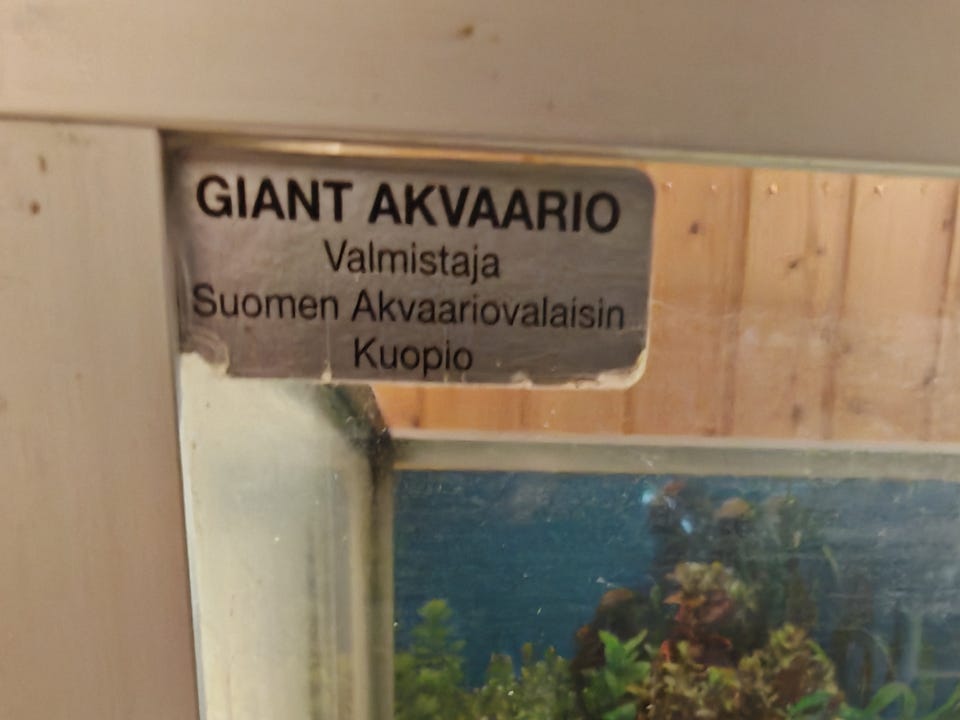 GIANT AKVAARIO
Valmistaja
Suomen Akvaariovalaisin
Kuopio